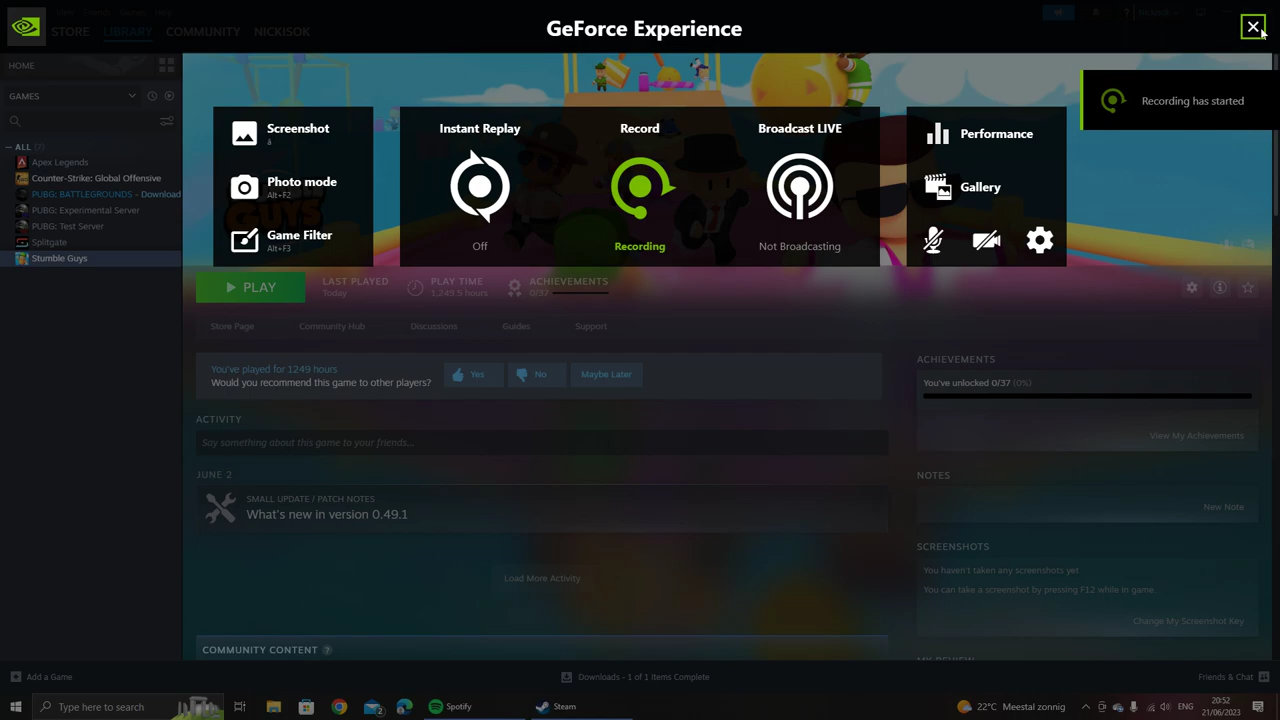 View Friends Games Help
GeForce Experience
STORE
LIBRARY
COMMUNITY
NICKISOK
HOME
GAMES
ALL (7)
Apex Legends
Counter-Strike: Global Offensive
PUBG: BATTLEGROUNDS - Download
PUBG: Experimental Server
PUBG: Test Server
Splitgate
Stumble Guys
Recording has started
Screenshot
à
Photo mode
Alt+F2
Game Filter
Alt+F3
Instant Replay
Off
Record
Recording
Broadcast LIVE
Not Broadcasting
Performance
Gallery
GUYS
PLAY
LAST PLAYED
Today
PLAY TIME
1,249.5 hours
ACHIEVEMENTS
0/37
Store Page
Community Hub
Discussions
Guides
Support
You've played for 1249 hours
Would you recommend this game to other players?
Yes
No
Maybe Later
ACTIVITY
Say something about this game to your friends...
JUNE 2
SMALL UPDATE / PATCH NOTES
What's new in version 0.49.1
Load More Activity
COMMUNITY CONTENT ?
ACHIEVEMENTS
You've unlocked 0/37 (0%)
View My Achievements
NOTES
New Note
SCREENSHOTS
You haven't taken any screenshots yet
You can take a screenshot by pressing F12 while in game.
Change My Screenshot Key
MY REVIEW
Add a Game
Downloads - 1 of 1 Items Complete
Friends & Chat
Type here to search
2
Spotify
Steam
22°C Meestal zonnig
ENG
20:52
21/06/2023